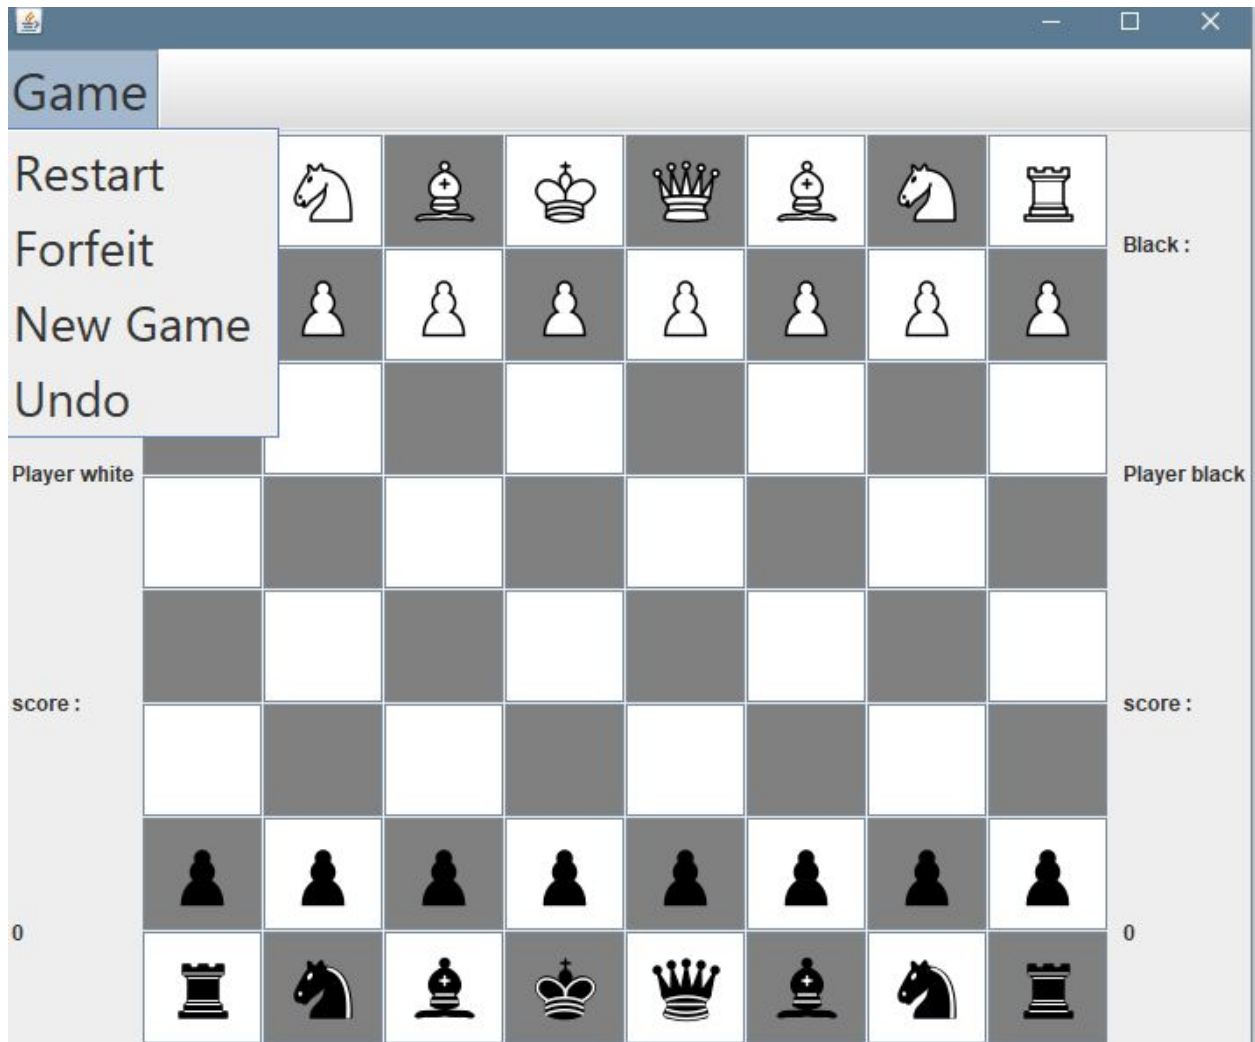 Game
Restart
Forfeit
New Game
Undo
Black :
Player white
Player black
score :
score :
0
0